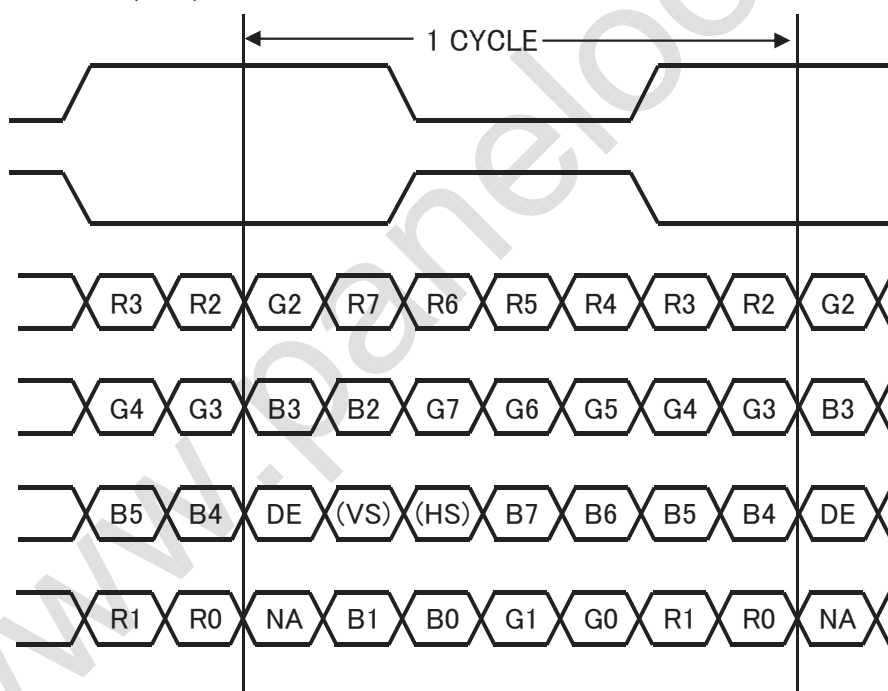 1 CYCLE
R3 R2 G2 R7 R6 R5 R4 R3 R2 G2
G4 G3 B3 B2 G7 G6 G5 G4 G3 B3
B5 B4 DE (VS) (HS) B7 B6 B5 B4 DE
R1 R0 NA B1 B0 G1 G0 R1 R0 NA
www.paneloo